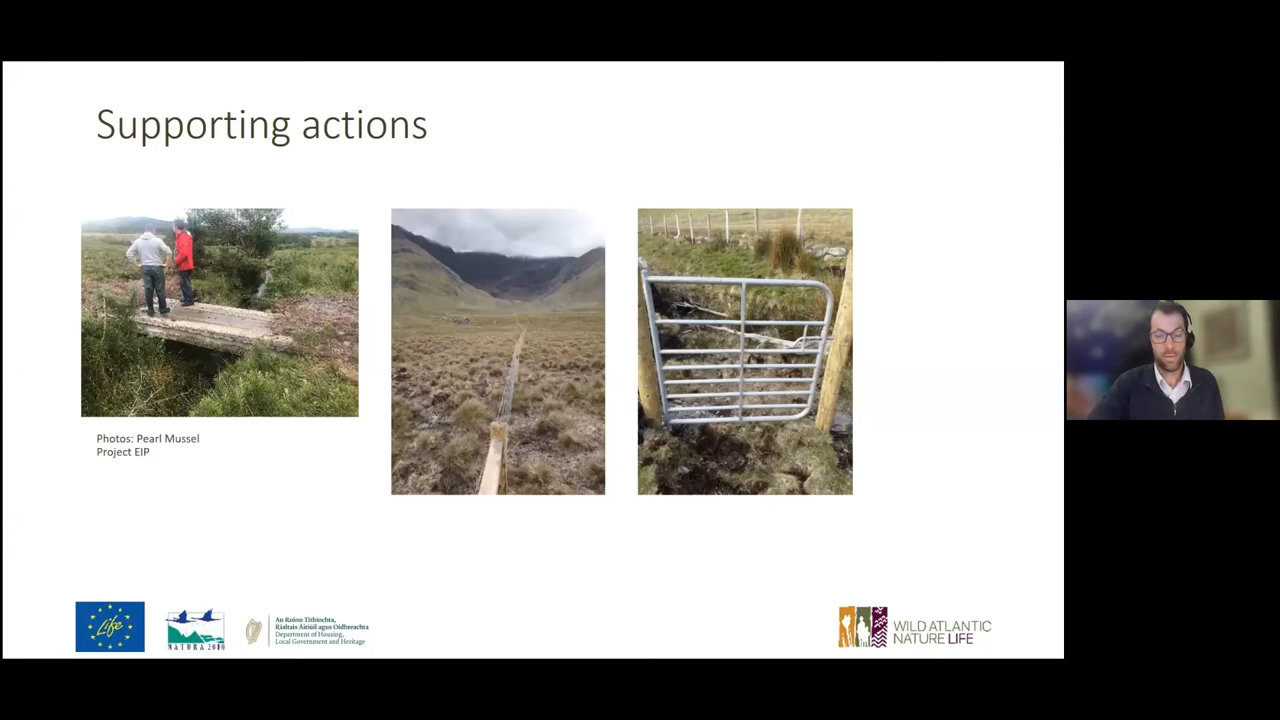 Supporting actions
Photos: Pearl Mussel
Project EIP
Life
NATURA 2000
An Roinn Tithíochta,
Rialtais Áitiúil agus Oidhreachta
Department of Housing,
Local Government and Heritage
WILD ATLANTIC
NATURE LIFE